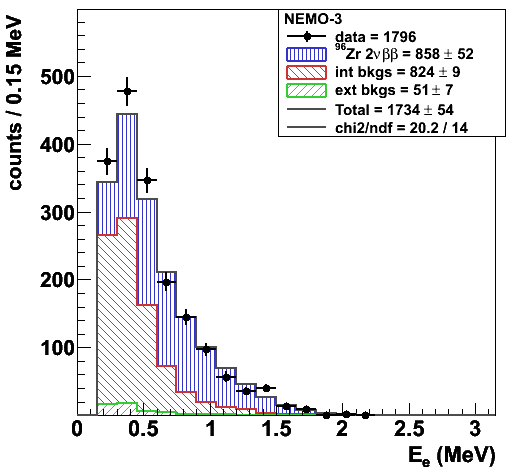 NEMO-3
data = 1796
⁹⁶Zr 2νββ = 858 ± 52
int bkgs = 824 ± 9
ext bkgs = 51 ± 7
Total = 1734 ± 54
chi2/ndf = 20.2 / 14
counts / 0.15 MeV
500
400
300
200
100
0 0.5 1 1.5 2 2.5 3
Eₑ (MeV)